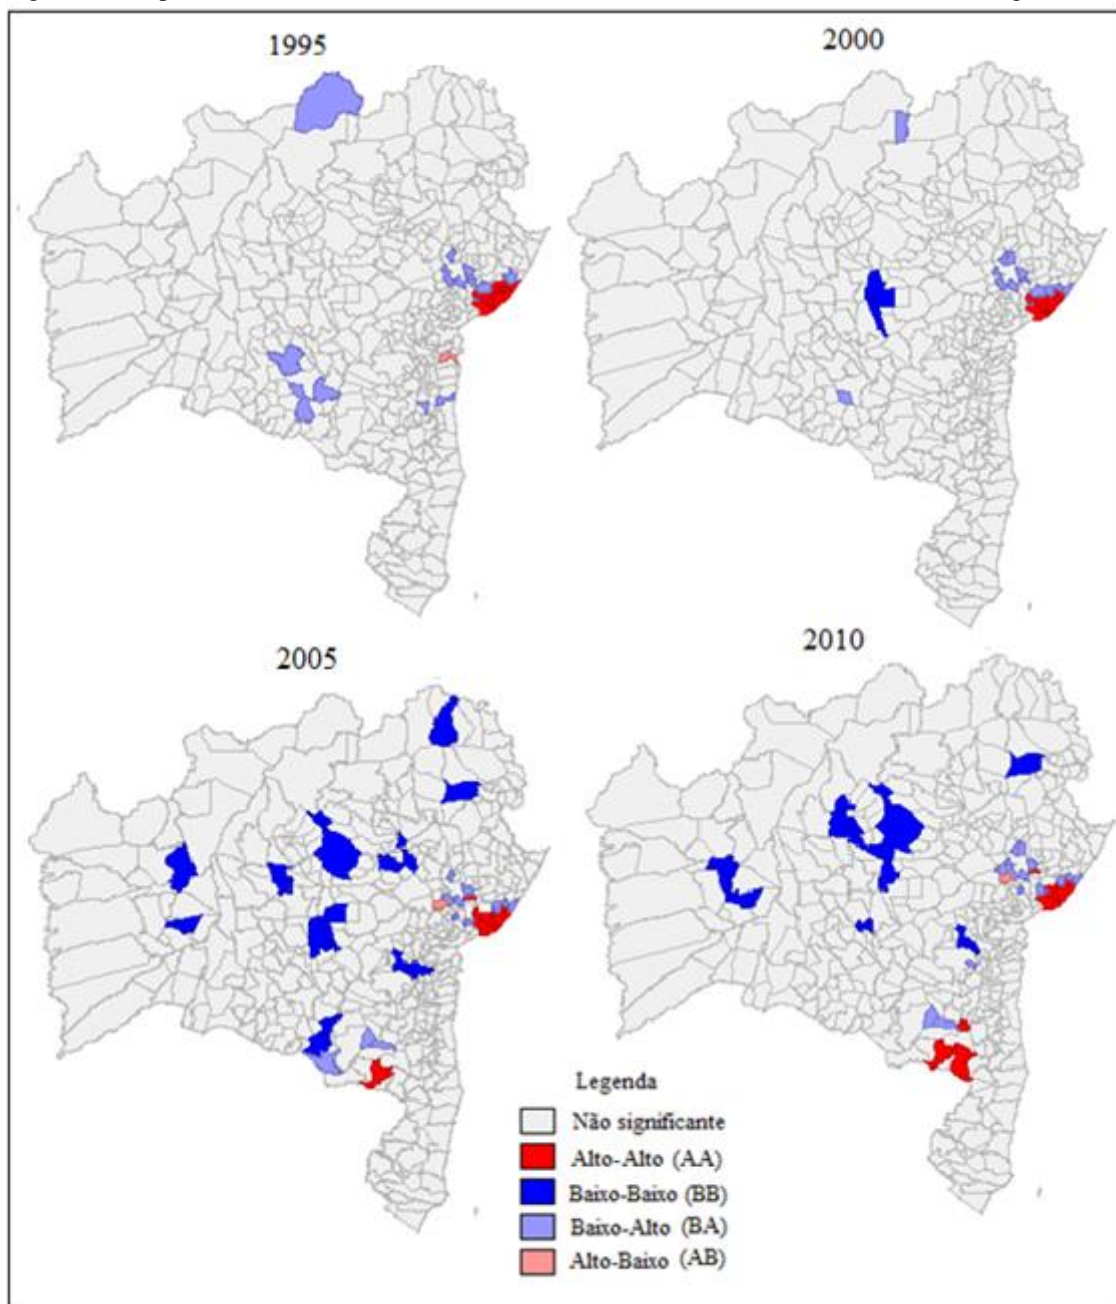 1995
2000
2005
2010
Legenda
Não significante
Alto-Alto (AA)
Baixo-Baixo (BB)
Baixo-Alto (BA)
Alto-Baixo (AB)